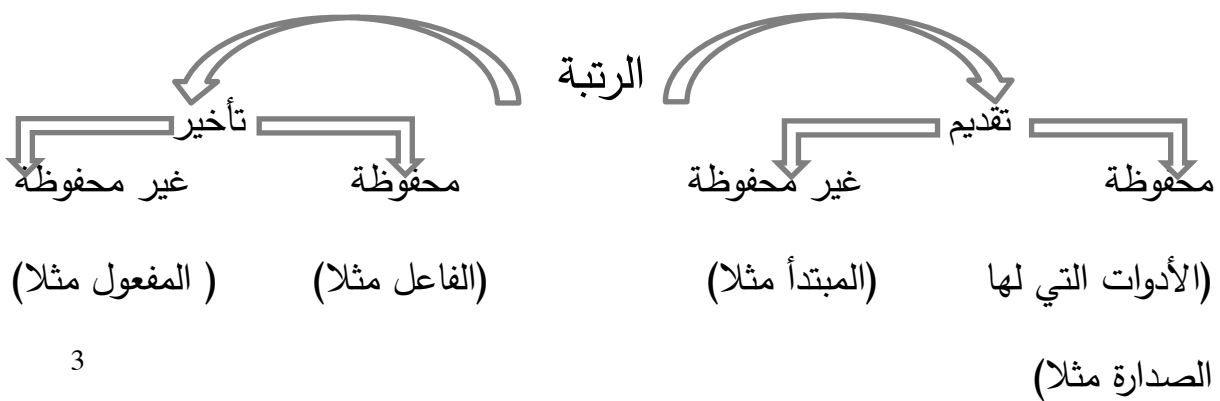 الرتبة
تقديم تأخير
محفوظة غير محفوظة محفوظة غير محفوظة
(الأدوات التي لها (المبتدأ مثلا) (الفاعل مثلا) ( المفعول مثلا)
الصدارة مثلا) 3